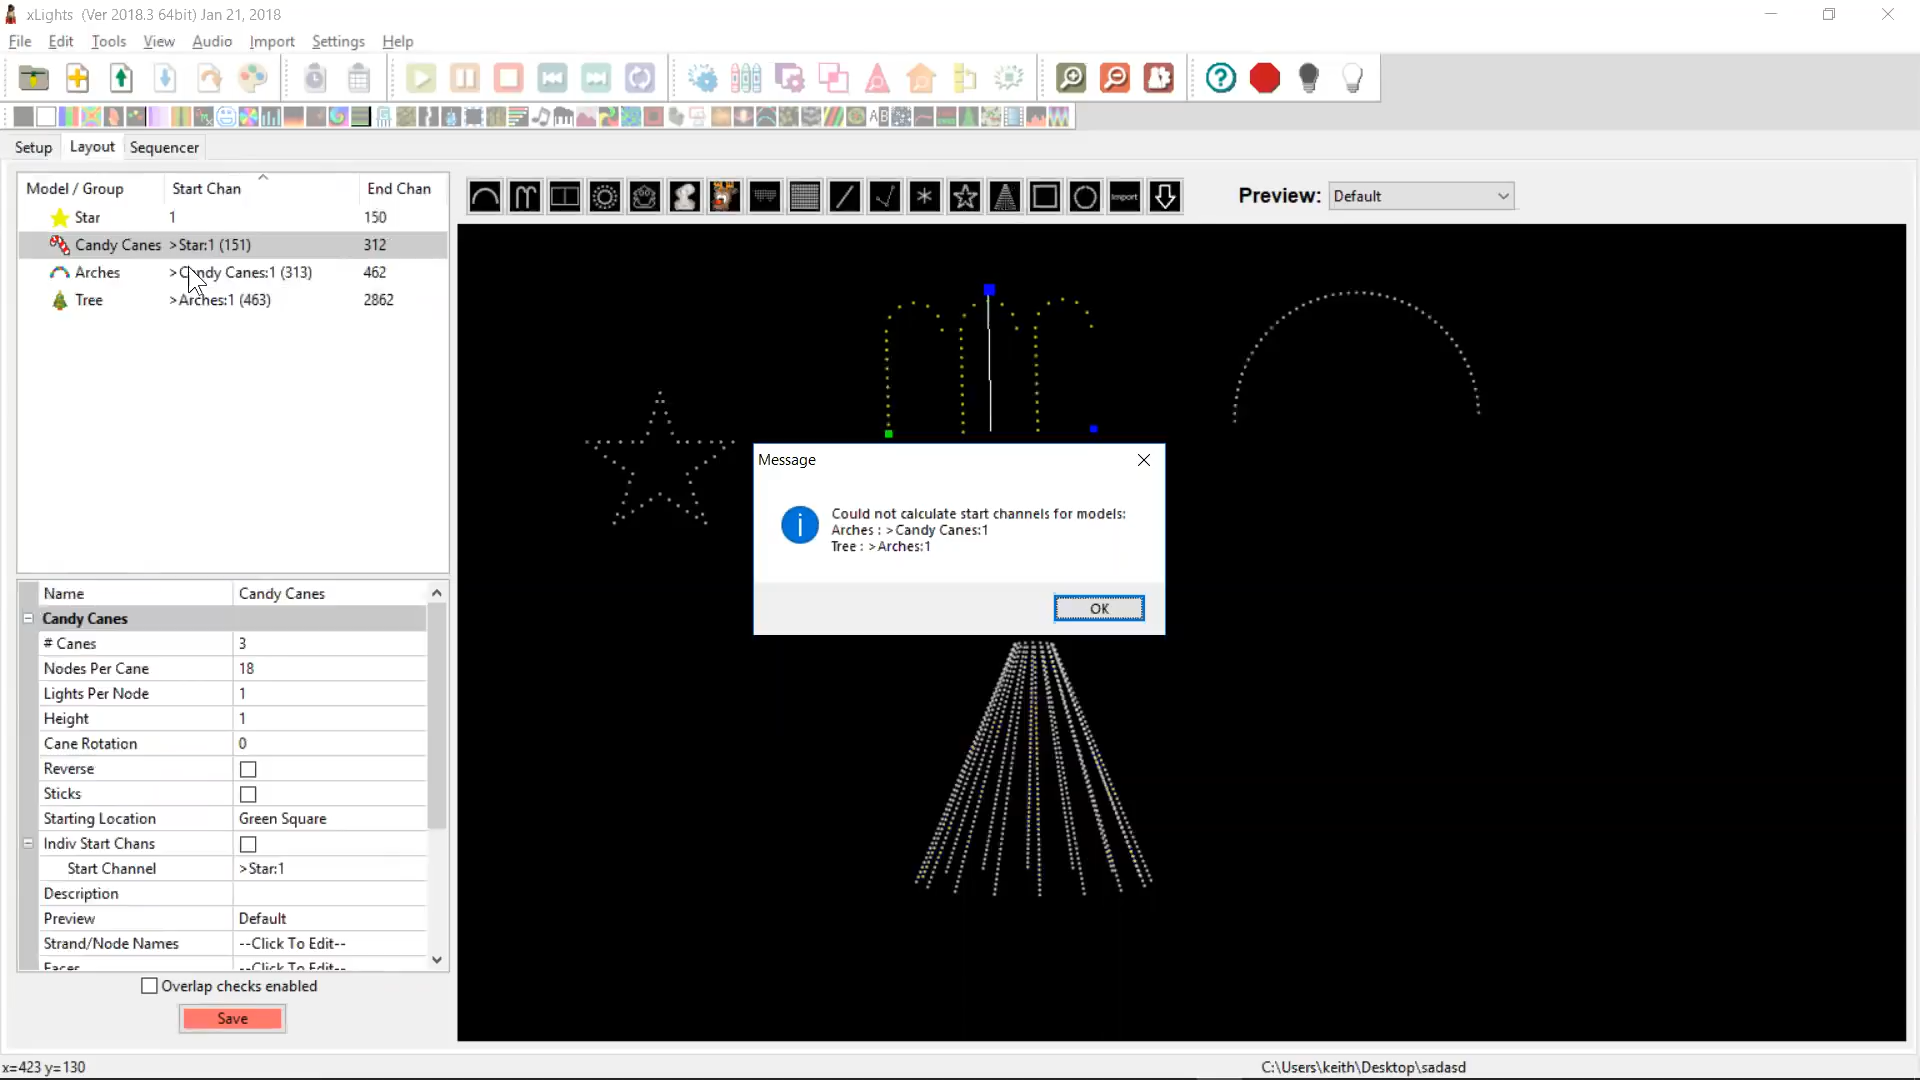 xLights (Ver 2018.3 64bit) Jan 21, 2018
File Edit Tools View Audio Import Settings Help
AB
Setup Layout Sequencer
Model / Group Start Chan End Chan
Star 1 150
Candy Canes >Star:1 (151) 312
Arches >Candy Canes:1 (313) 462
Tree >Arches:1 (463) 2862
Import
Preview: Default
Message
Could not calculate start channels for models:
Arches : >Candy Canes:1
Tree : >Arches:1
OK
Name Candy Canes
Candy Canes
# Canes 3
Nodes Per Cane 18
Lights Per Node 1
Height 1
Cane Rotation 0
Reverse
Sticks
Starting Location Green Square
Indiv Start Chans
Start Channel >Star:1
Description
Preview Default
Strand/Node Names --Click To Edit--
Faces --Click To Edit--
Overlap checks enabled
Save
x=423 y=130 C:\Users\keith\Desktop\sadasd